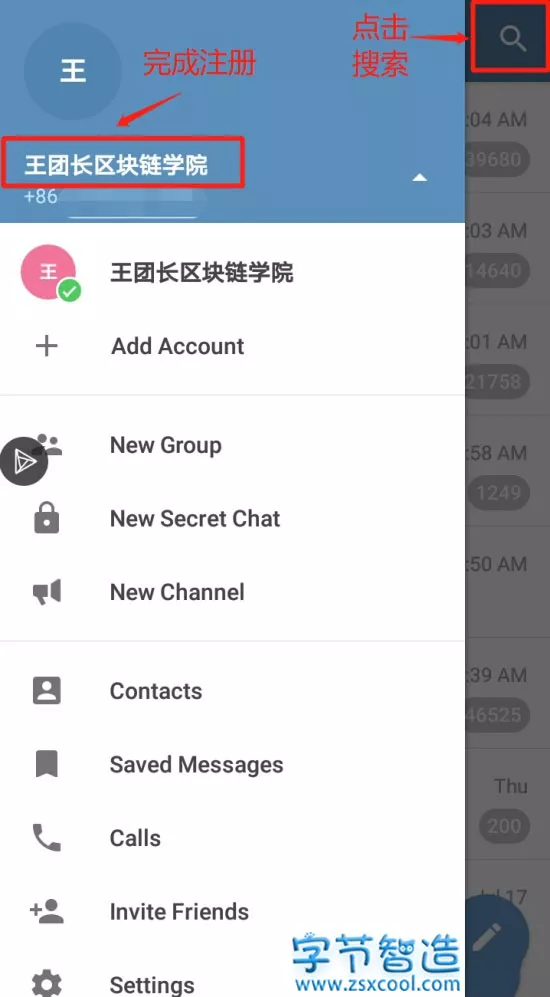 王
完成注册
点击
搜索
王团长区块链学院
+86
王
王团长区块链学院
Add Account
New Group
New Secret Chat
New Channel
Contacts
Saved Messages
Calls
Invite Friends
Settings
:04 AM
39680
:03 AM
14640
:01 AM
21758
:58 AM
1249
:50 AM
:39 AM
46525
Thu
200
Jul 17
字节智造
www.zsxcool.com